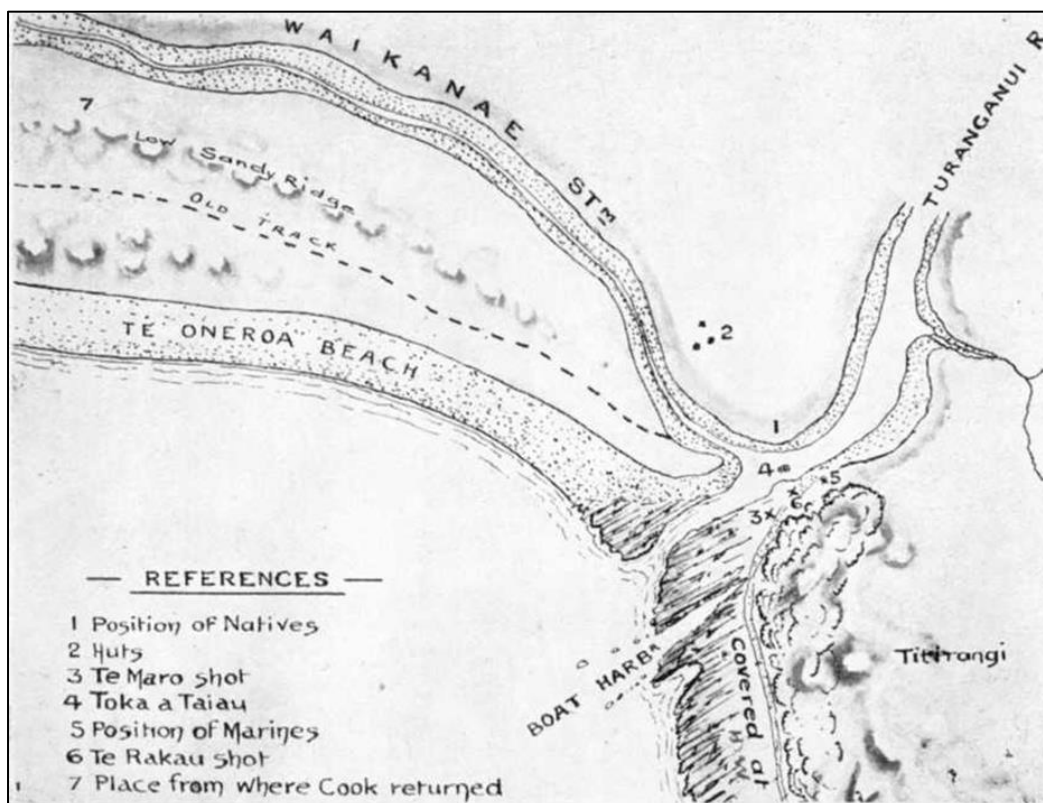 WAIKANAE STM
TURANGANUI R
7
Low Sandy Ridge
OLD TRACK
2
TE ONEROA BEACH
1
4
5
6
3
— REFERENCES —
1 Position of Natives
2 Huts
3 Te Maro shot
4 Toka a Taiau
5 Position of Marines
6 Te Rakau shot
7 Place from where Cook returned
BOAT HARBR
Covered at H.W.
Titirangi